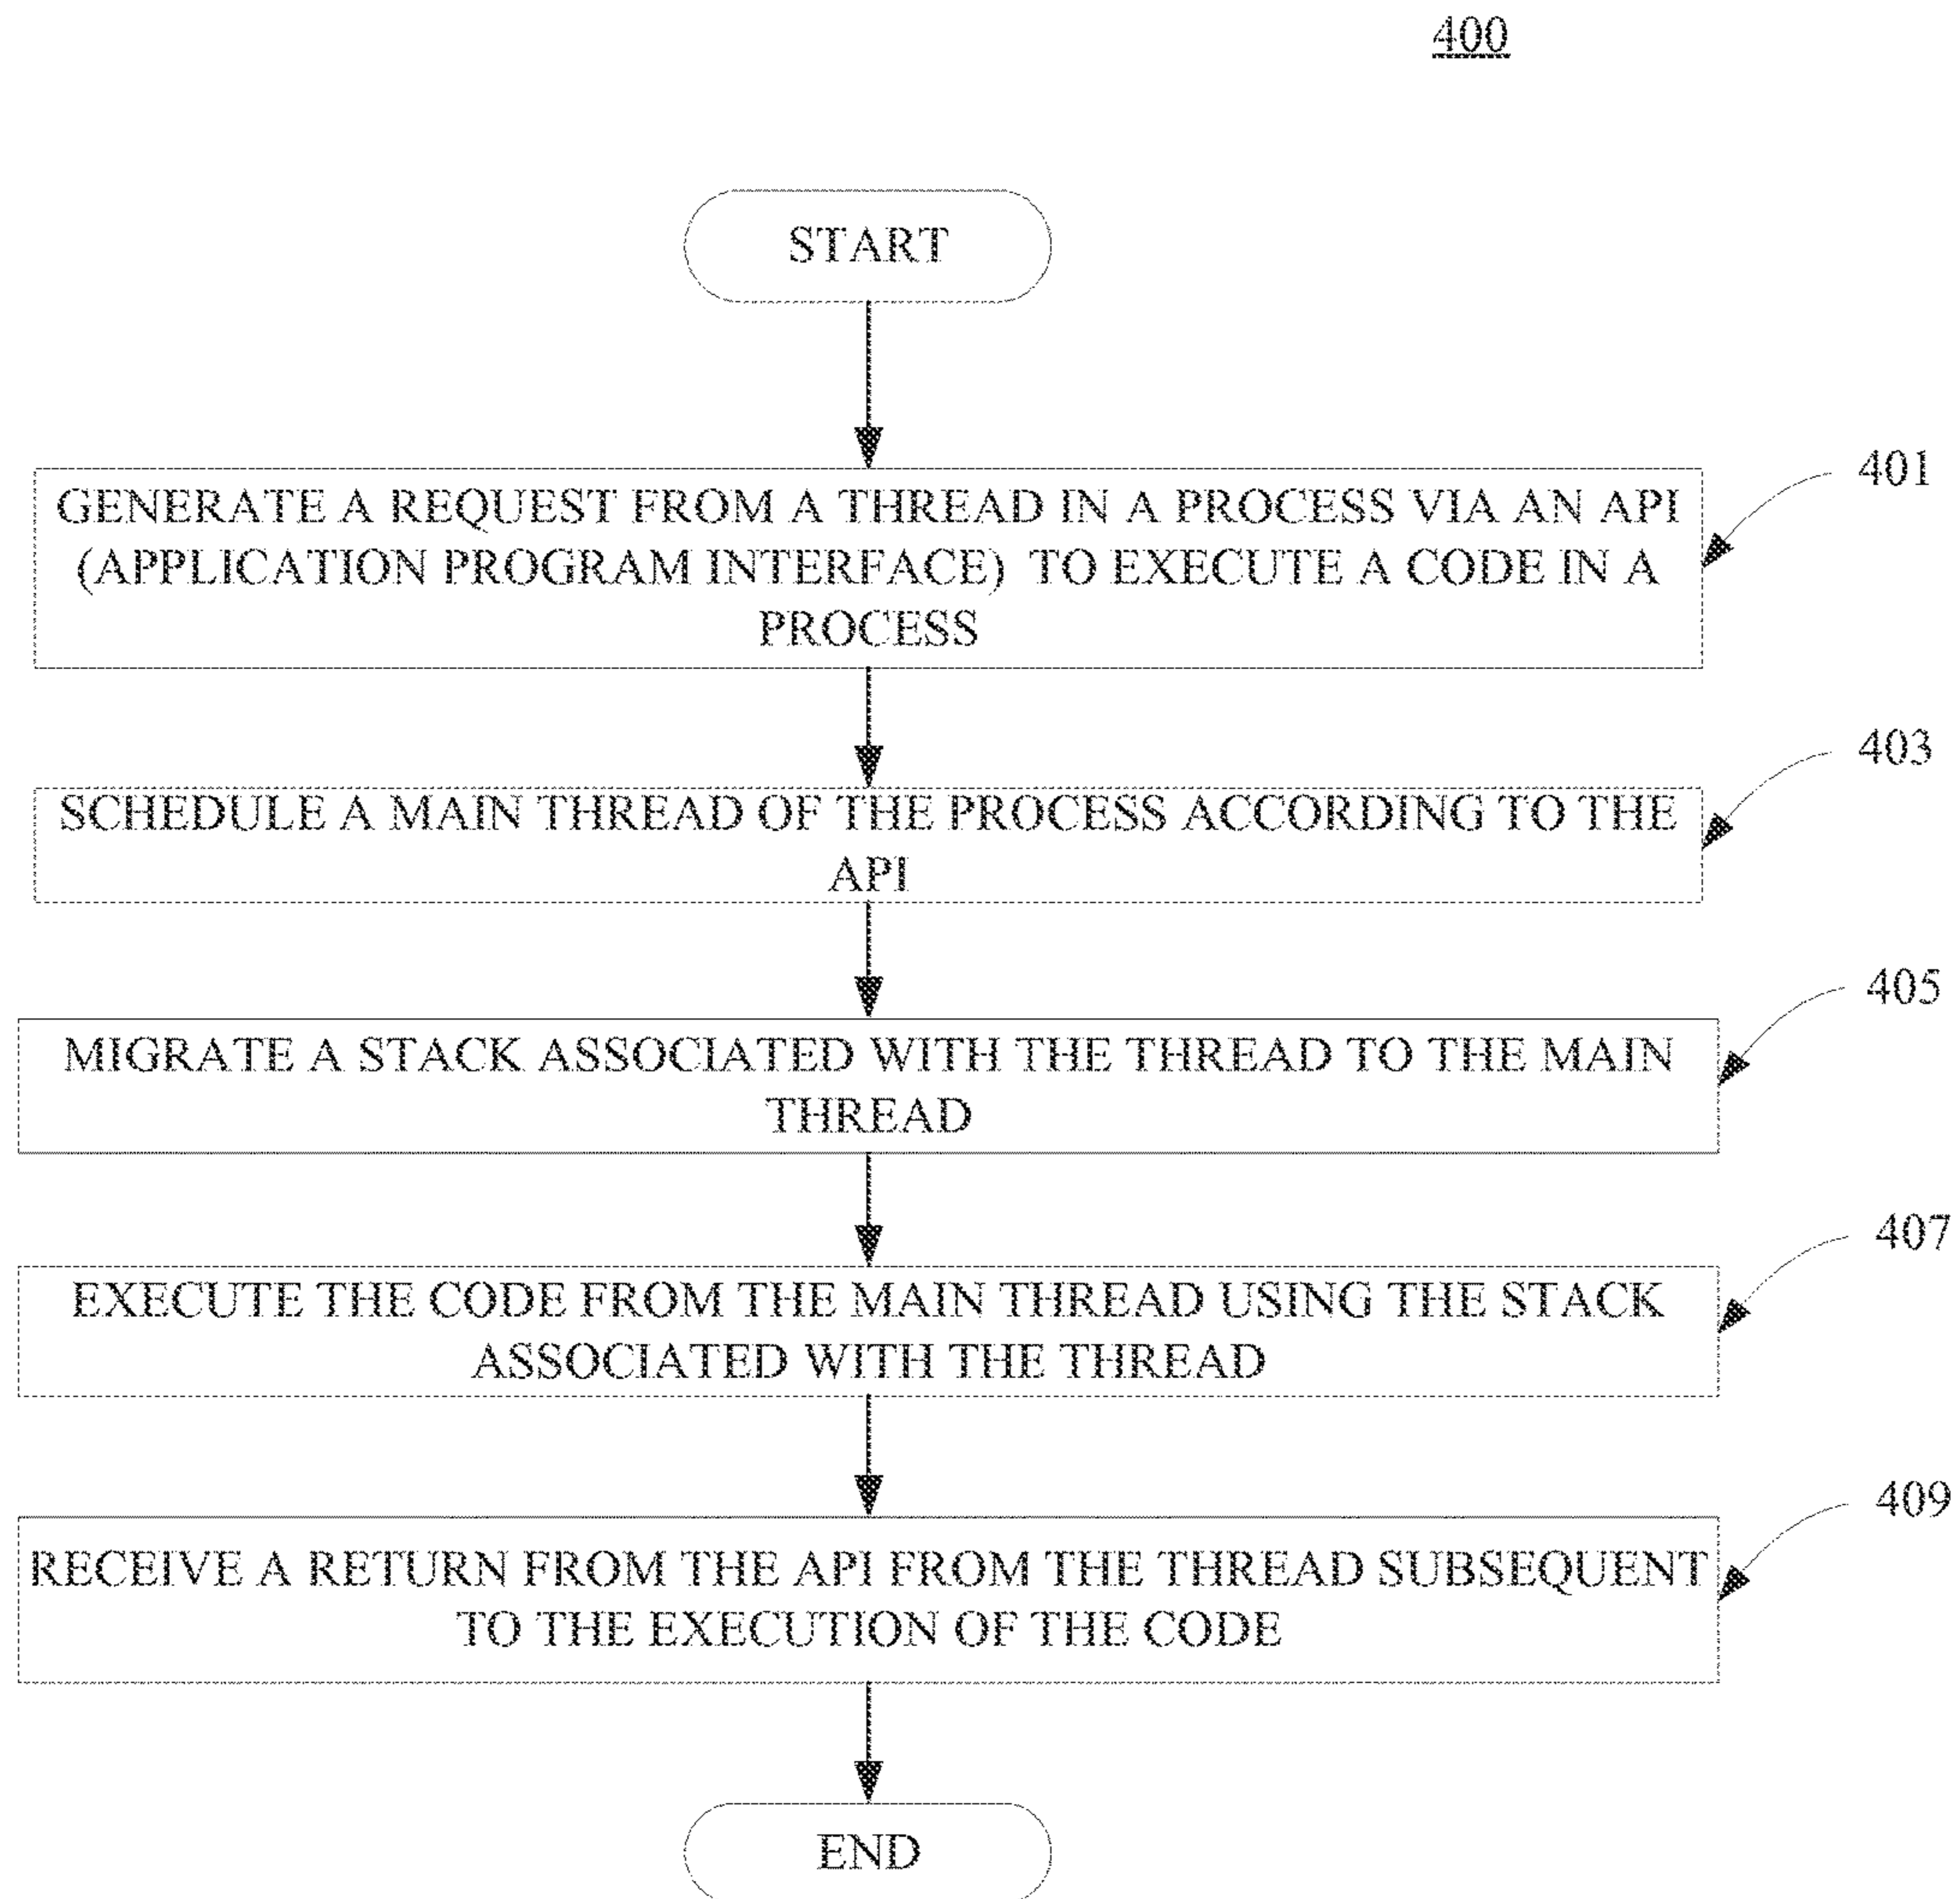 400
START
GENERATE A REQUEST FROM A THREAD IN A PROCESS VIA AN API
(APPLICATION PROGRAM INTERFACE) TO EXECUTE A CODE IN A
PROCESS
401
SCHEDULE A MAIN THREAD OF THE PROCESS ACCORDING TO THE
API
403
MIGRATE A STACK ASSOCIATED WITH THE THREAD TO THE MAIN
THREAD
405
EXECUTE THE CODE FROM THE MAIN THREAD USING THE STACK
ASSOCIATED WITH THE THREAD
407
RECEIVE A RETURN FROM THE API FROM THE THREAD SUBSEQUENT
TO THE EXECUTION OF THE CODE
409
END